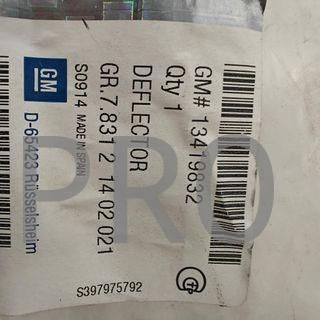 GM# 13419832
Qty 1
DEFLECTOR
GR.7.831 2 14 02 021
S0914 MADE IN SPAIN
GM
D-65423 Rüsselsheim
S397975792
PRO